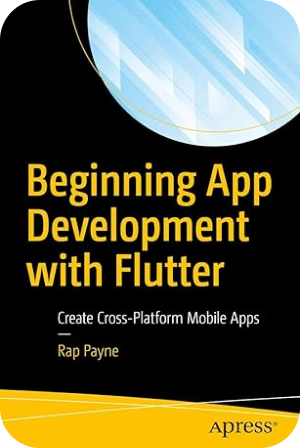 Beginning App
Development
with Flutter
Create Cross-Platform Mobile Apps
Rap Payne
Apress®